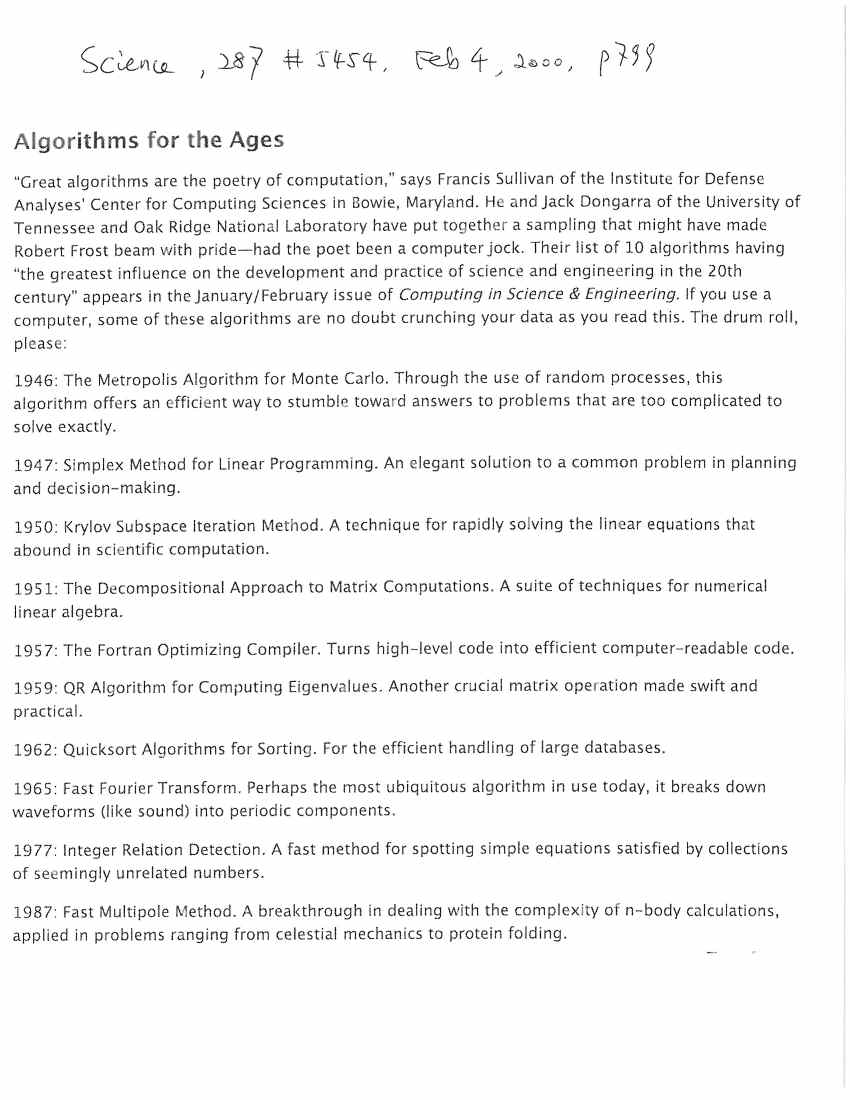 Science, 287 # 5454, Feb 4, 2000, p799
Algorithms for the Ages
“Great algorithms are the poetry of computation,” says Francis Sullivan of the Institute for Defense
Analyses' Center for Computing Sciences in Bowie, Maryland. He and Jack Dongarra of the University of
Tennessee and Oak Ridge National Laboratory have put together a sampling that might have made
Robert Frost beam with pride—had the poet been a computer jock. Their list of 10 algorithms having
“the greatest influence on the development and practice of science and engineering in the 20th
century” appears in the January/February issue of Computing in Science & Engineering. If you use a
computer, some of these algorithms are no doubt crunching your data as you read this. The drum roll,
please:
1946: The Metropolis Algorithm for Monte Carlo. Through the use of random processes, this
algorithm offers an efficient way to stumble toward answers to problems that are too complicated to
solve exactly.
1947: Simplex Method for Linear Programming. An elegant solution to a common problem in planning
and decision-making.
1950: Krylov Subspace Iteration Method. A technique for rapidly solving the linear equations that
abound in scientific computation.
1951: The Decompositional Approach to Matrix Computations. A suite of techniques for numerical
linear algebra.
1957: The Fortran Optimizing Compiler. Turns high-level code into efficient computer-readable code.
1959: QR Algorithm for Computing Eigenvalues. Another crucial matrix operation made swift and
practical.
1962: Quicksort Algorithms for Sorting. For the efficient handling of large databases.
1965: Fast Fourier Transform. Perhaps the most ubiquitous algorithm in use today, it breaks down
waveforms (like sound) into periodic components.
1977: Integer Relation Detection. A fast method for spotting simple equations satisfied by collections
of seemingly unrelated numbers.
1987: Fast Multipole Method. A breakthrough in dealing with the complexity of n-body calculations,
applied in problems ranging from celestial mechanics to protein folding.